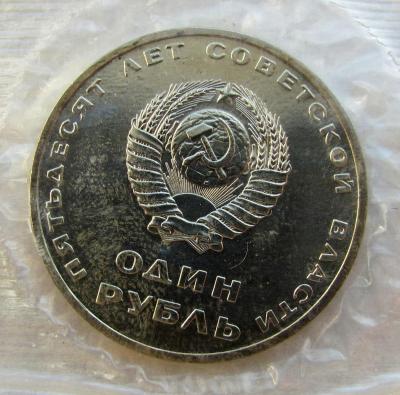 ПЯТЬДЕСЯТ ЛЕТ СОВЕТСКОЙ ВЛАСТИ
ОДИН
РУБЛЬ